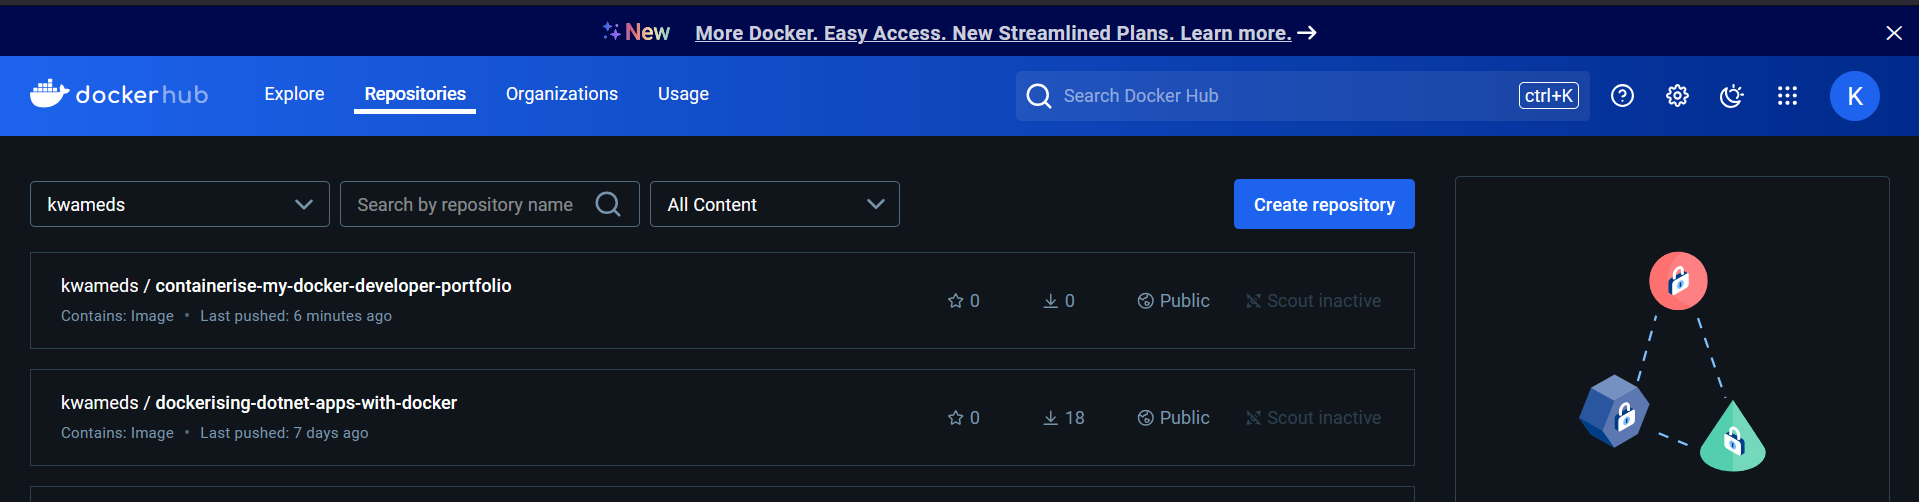 New More Docker. Easy Access. New Streamlined Plans. Learn more.
docker hub Explore Repositories Organizations Usage Search Docker Hub ctrl+K K
kwameds Search by repository name All Content Create repository
kwameds / containerise-my-docker-developer-portfolio
Contains: Image • Last pushed: 6 minutes ago
0 0 Public Scout inactive
kwameds / dockerising-dotnet-apps-with-docker
Contains: Image • Last pushed: 7 days ago
0 18 Public Scout inactive